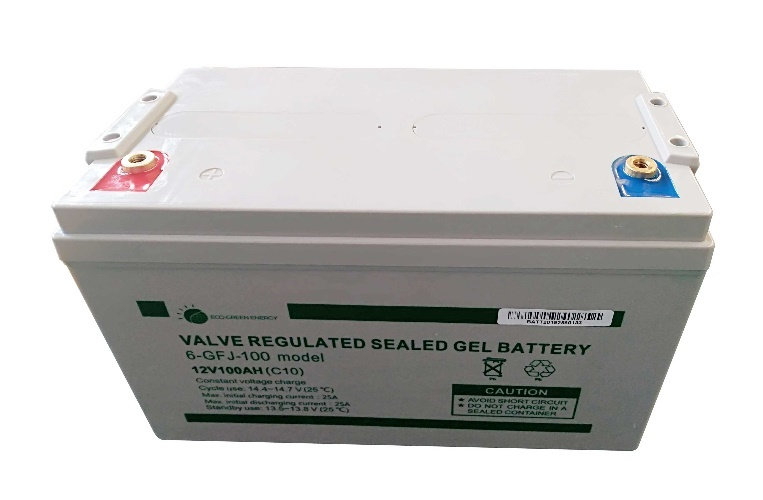 ECO GREEN ENERGY
VALVE REGULATED SEALED GEL BATTERY
6-GFJ-100 model
12V100AH(C10)
Constant voltage charge
Cycle use: 14.4-14.7 V (25℃)
Max. initial charging current : 25A
Max. initial discharging current : 25A
Standby use: 13.5-13.8 V (25℃)
Pb
Pb
CAUTION
★ AVOID SHORT CIRCUIT
★ DO NOT CHARGE IN A
SEALED CONTAINER